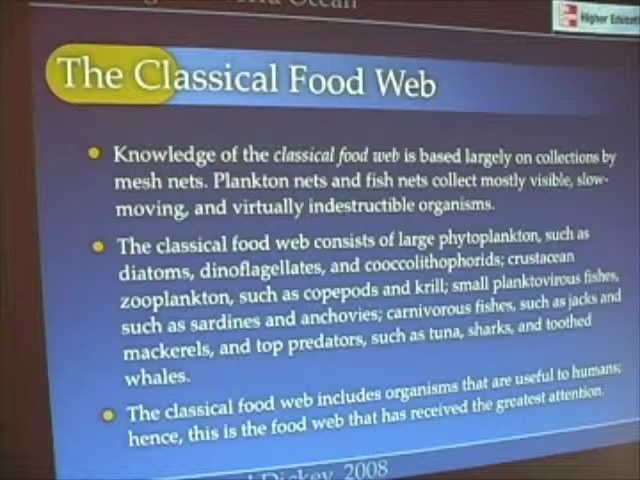 Ocean
Higher Educati
The Classical Food Web
Knowledge of the classical food web is based largely on collections by
mesh nets. Plankton nets and fish nets collect mostly visible, slow-
moving, and virtually indestructible organisms.
The classical food web consists of large phytoplankton, such as
diatoms, dinoflagellates, and cooccolithophorids; crustacean
zooplankton, such as copepods and krill; small planktovirous fishes,
such as sardines and anchovies; carnivorous fishes, such as jacks and
mackerels, and top predators, such as tuna, sharks, and toothed
whales.
The classical food web includes organisms that are useful to humans;
hence, this is the food web that has received the greatest attention.
Dickey, 2008